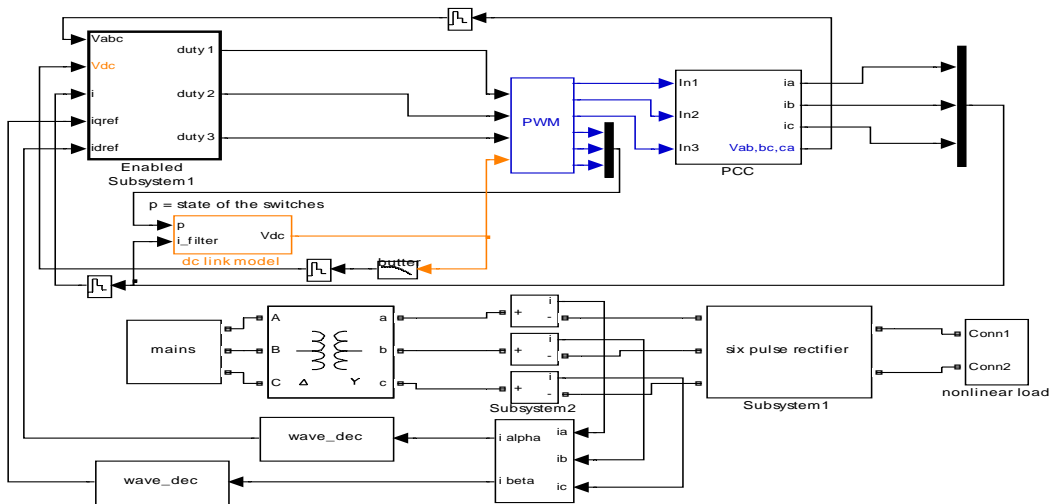 Vabc
Vdc
i
iqref
idref
duty 1
duty 2
duty 3
Enabled
Subsystem1
PWM
In1
In2
In3
ia
ib
ic
Vab,bc,ca
PCC
p = state of the switches
p
i_filter
Vdc
dc link model
butter
mains
A
B
C
Δ
Y
a
b
c
i
+
-
i
+
-
i
+
-
Subsystem2
six pulse rectifier
Subsystem1
Conn1
Conn2
nonlinear load
wave_dec
i alpha
ia
ib
wave_dec
i beta
ic